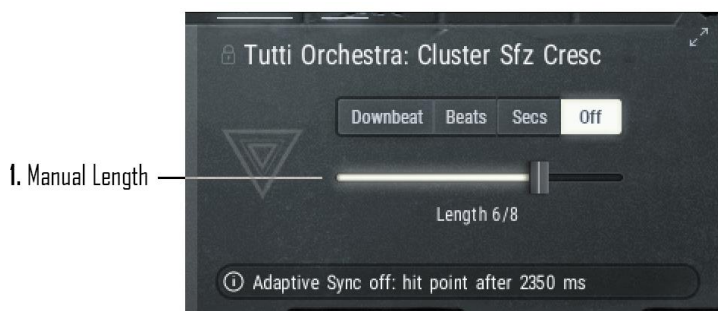 Tutti Orchestra: Cluster Sfz Cresc
Downbeat Beats Secs Off
1. Manual Length
Length 6/8
Adaptive Sync off: hit point after 2350 ms